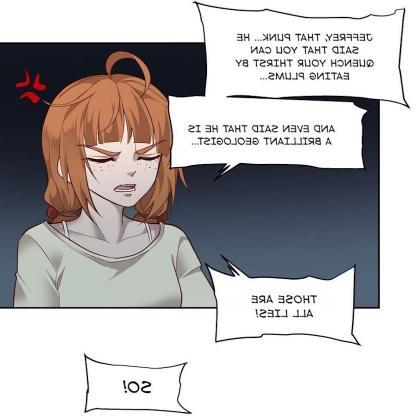 JEFFREY, THAT PUNK... HE
SAID THAT YOU CAN
QUENCH YOUR THIRST BY
EATING PLUMS...
AND EVEN SAID THAT HE IS
A BRILLIANT GEOLOGIST...
THOSE ARE
ALL LIES!
SO!